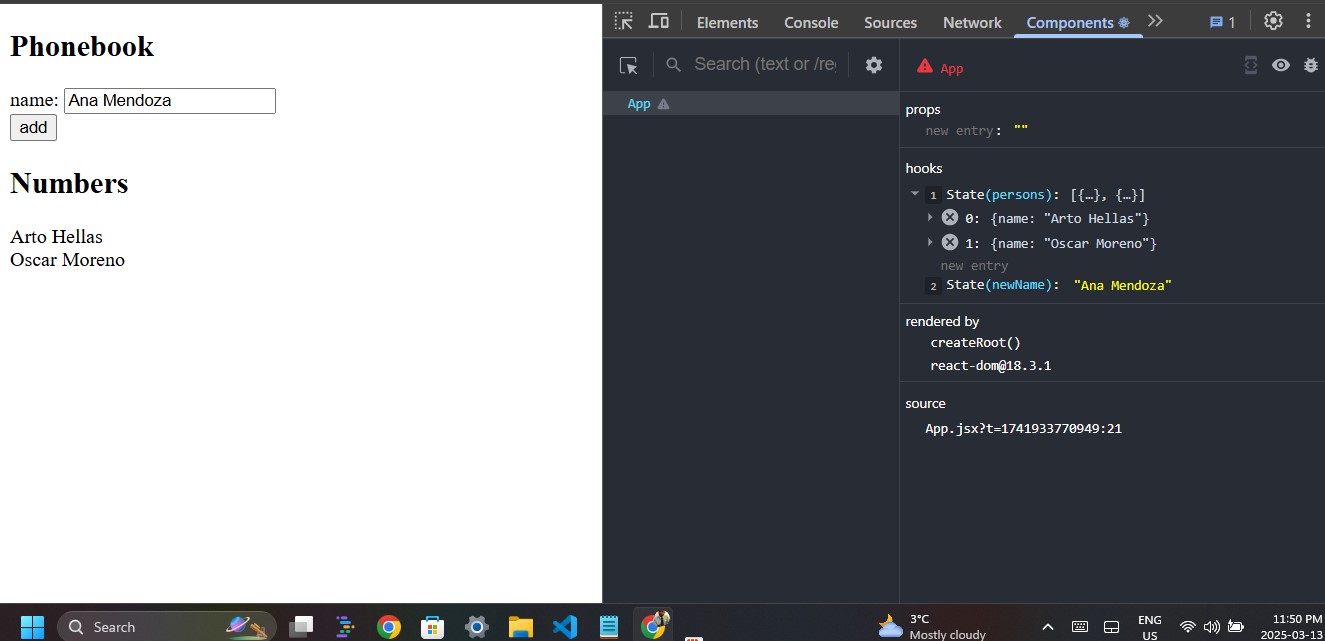 Phonebook
name: Ana Mendoza
add
Numbers
Arto Hellas
Oscar Moreno
Elements Console Sources Network Components 1
Search (text or /re
App
App
props
new entry: ""
hooks
1 State(persons): [{…}, {…}]
0: {name: "Arto Hellas"}
1: {name: "Oscar Moreno"}
new entry
2 State(newName): "Ana Mendoza"
rendered by
createRoot()
react-dom@18.3.1
source
App.jsx?t=1741933770949:21
Search
3°C
Mostly cloudy
ENG
US
11:50 PM
2025-03-13